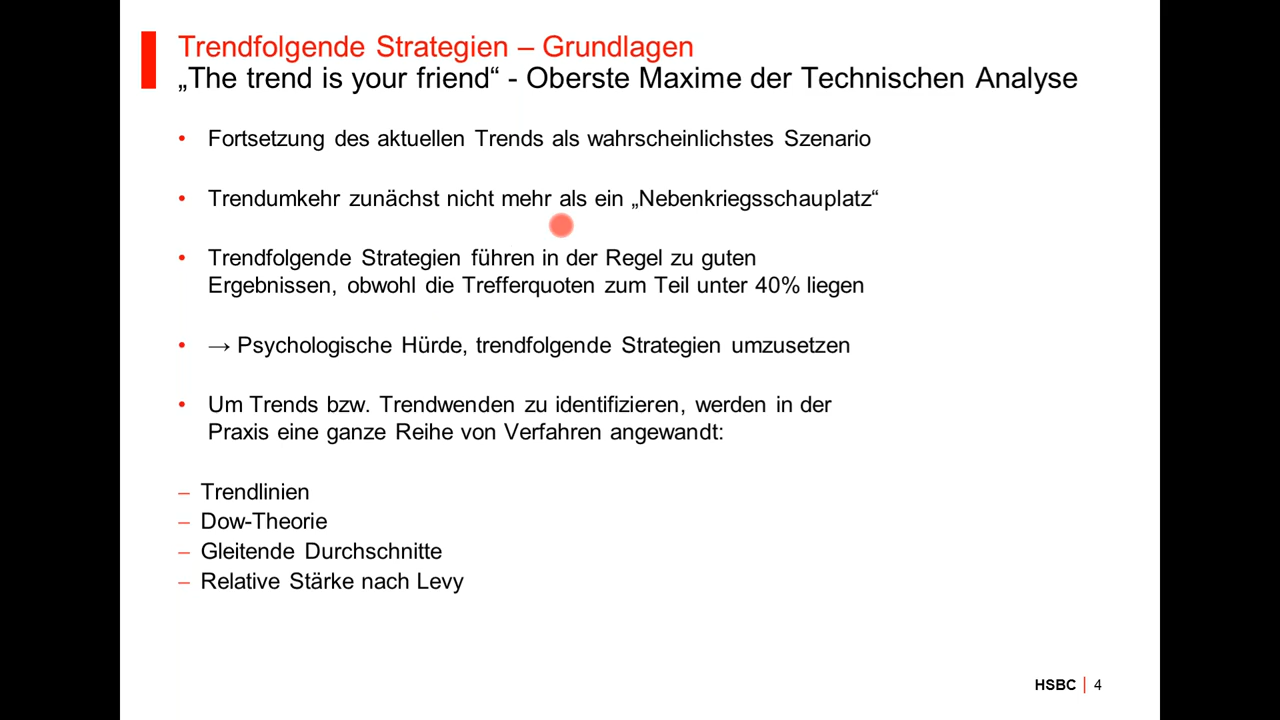 Trendfolgende Strategien – Grundlagen
„The trend is your friend“ - Oberste Maxime der Technischen Analyse
• Fortsetzung des aktuellen Trends als wahrscheinlichstes Szenario
• Trendumkehr zunächst nicht mehr als ein „Nebenkriegsschauplatz“
• Trendfolgende Strategien führen in der Regel zu guten
Ergebnissen, obwohl die Trefferquoten zum Teil unter 40% liegen
• → Psychologische Hürde, trendfolgende Strategien umzusetzen
• Um Trends bzw. Trendwenden zu identifizieren, werden in der
Praxis eine ganze Reihe von Verfahren angewandt:
– Trendlinien
– Dow-Theorie
– Gleitende Durchschnitte
– Relative Stärke nach Levy
HSBC | 4